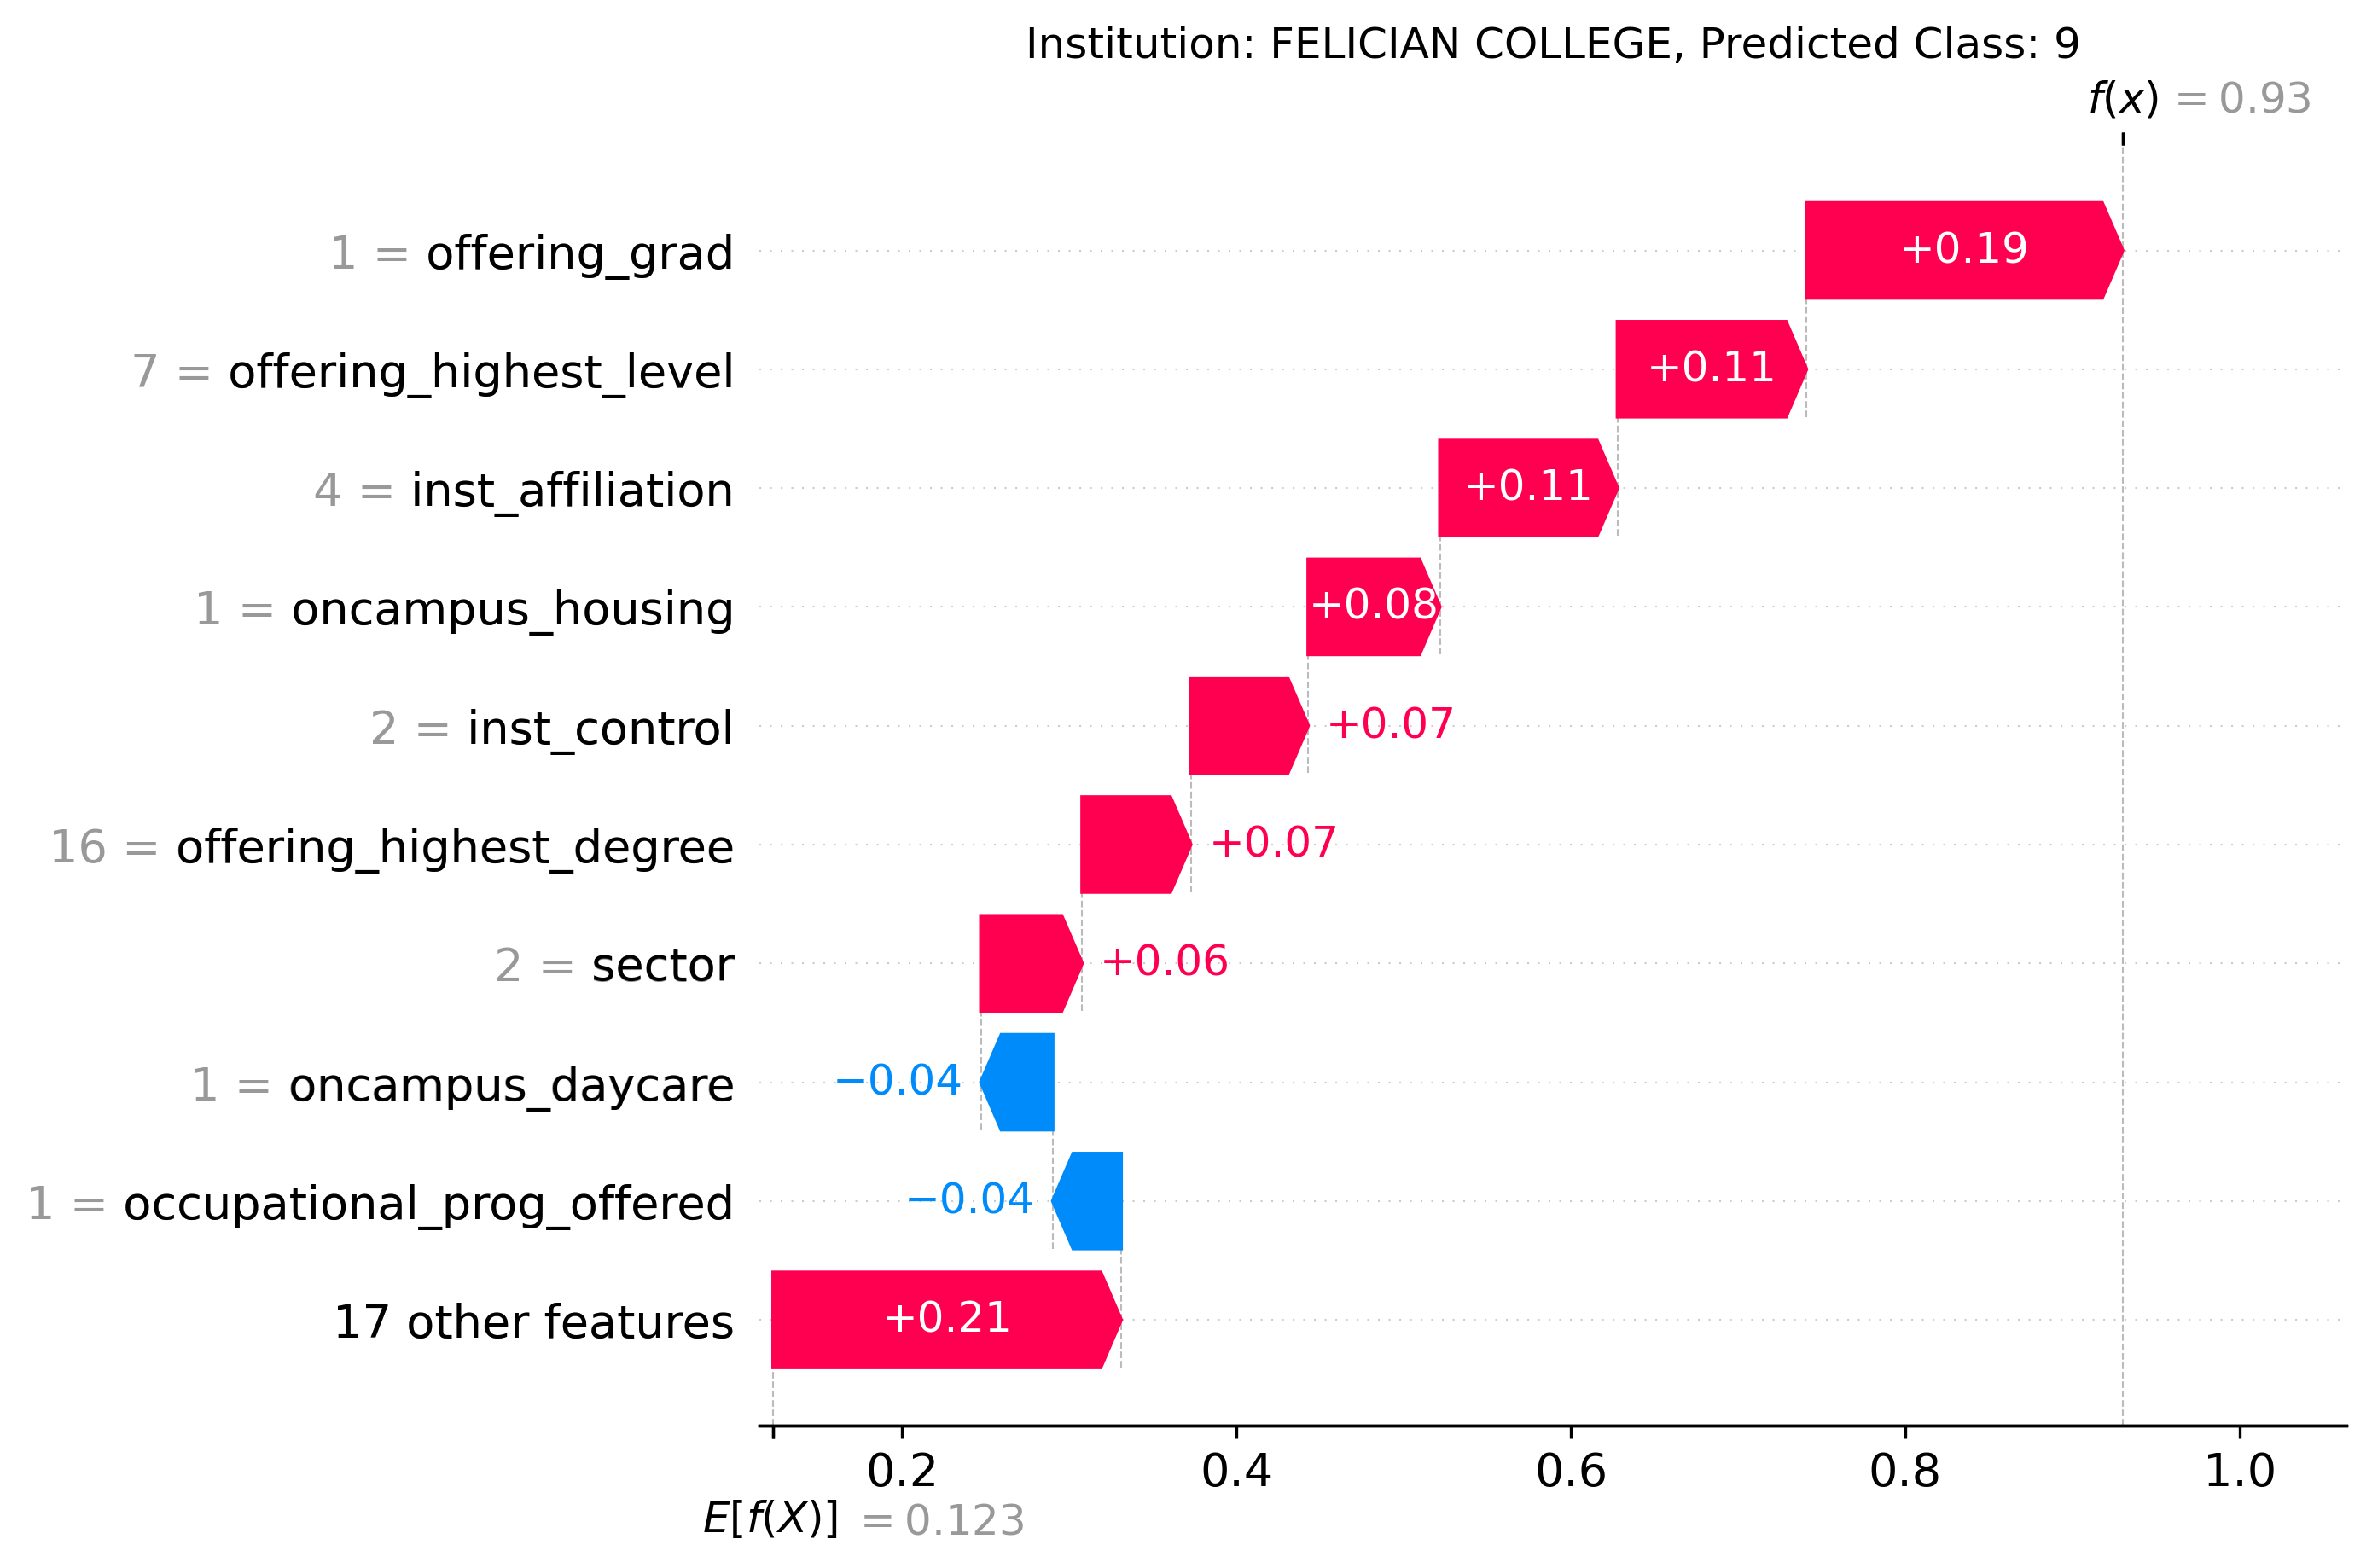 Institution: FELICIAN COLLEGE, Predicted Class: 9
f(x) = 0.93
1 = offering_grad +0.19
7 = offering_highest_level +0.11
4 = inst_affiliation +0.11
1 = oncampus_housing +0.08
2 = inst_control +0.07
16 = offering_highest_degree +0.07
2 = sector +0.06
1 = oncampus_daycare −0.04
1 = occupational_prog_offered −0.04
17 other features +0.21
0.2 0.4 0.6 0.8 1.0
E[f(X)] = 0.123